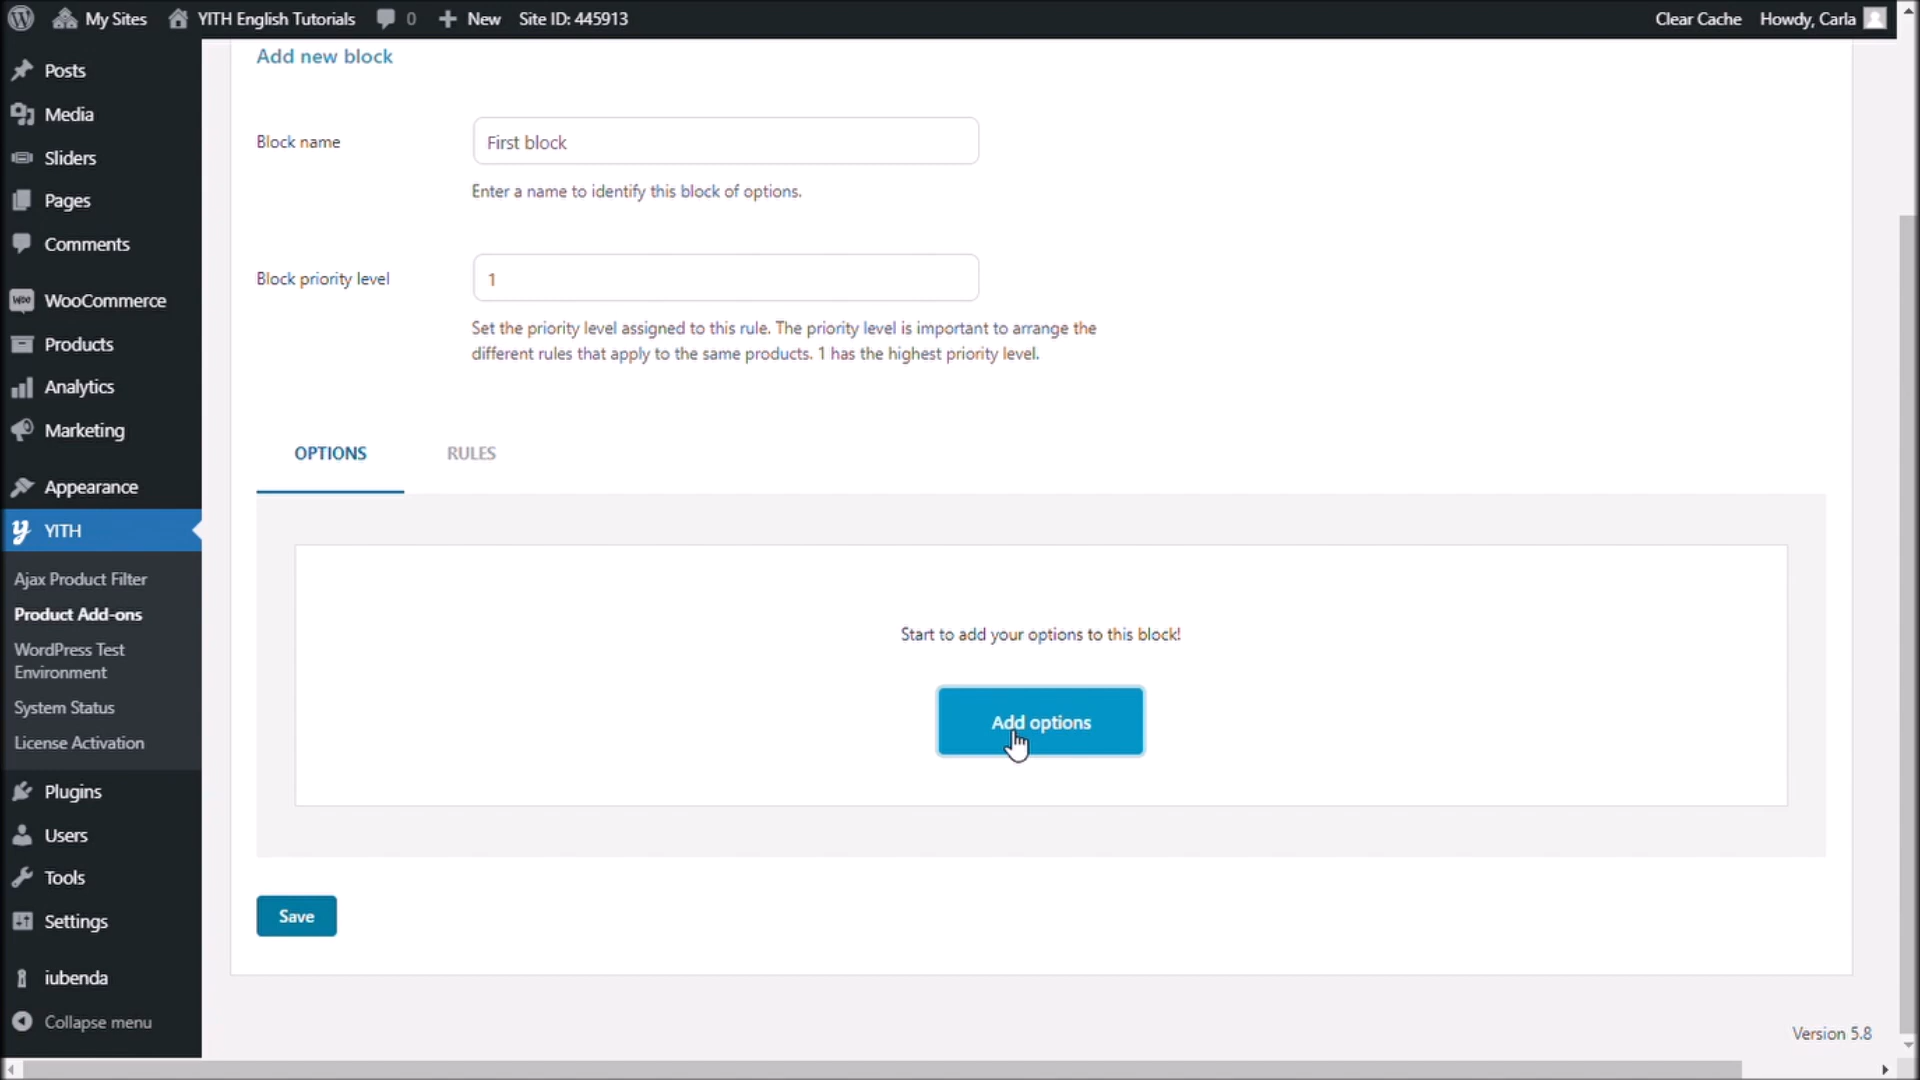 My Sites
YITH English Tutorials
0
New
Site ID: 445913
Clear Cache
Howdy, Carla
Posts
Media
Sliders
Pages
Comments
WooCommerce
Products
Analytics
Marketing
Appearance
YITH
Ajax Product Filter
Product Add-ons
WordPress Test
Environment
System Status
License Activation
Plugins
Users
Tools
Settings
iubenda
Collapse menu
Add new block
Block name
First block
Enter a name to identify this block of options.
Block priority level
1
Set the priority level assigned to this rule. The priority level is important to arrange the
different rules that apply to the same products. 1 has the highest priority level.
OPTIONS
RULES
Start to add your options to this block!
Add options
Save
Version 5.8